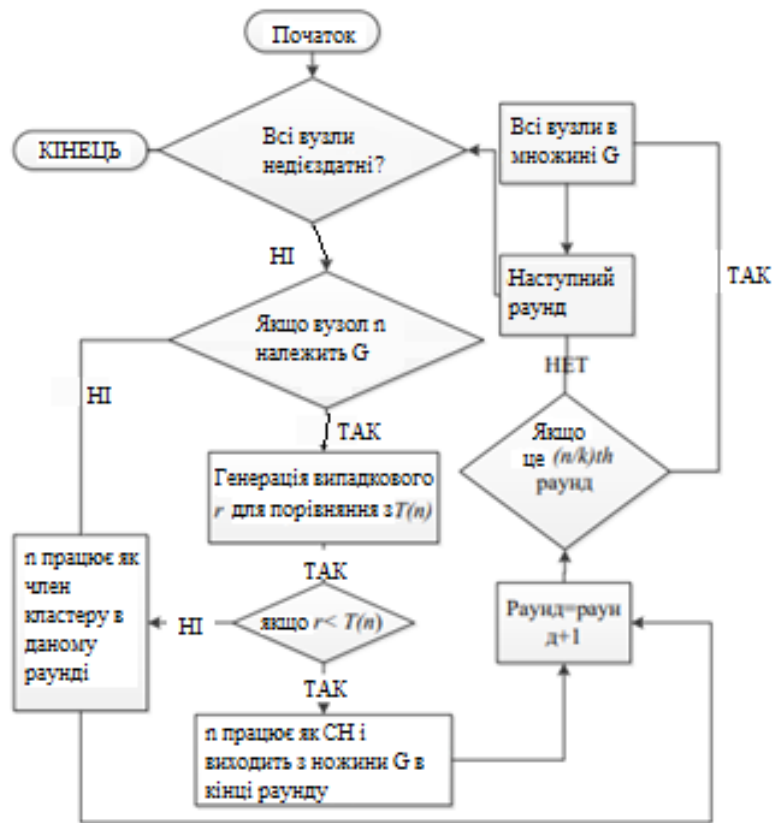 Початок
Всі вузли
недієздатні?
КІНЕЦЬ
Всі вузли в
множині G
НІ
Наступний
раунд
ТАК
Якщо вузол n
належить G
НІ
НЕТ
ТАК
Якщо
це (n/k)th
раунд
Генерація випадкового
r для порівняння з T(n)
ТАК
n працює як
член
кластеру в
даному
раунді
НІ
якщо r< T(n)
Раунд=раун
д+1
ТАК
n працює як CH і
виходить з ножини G в
кінці раунду